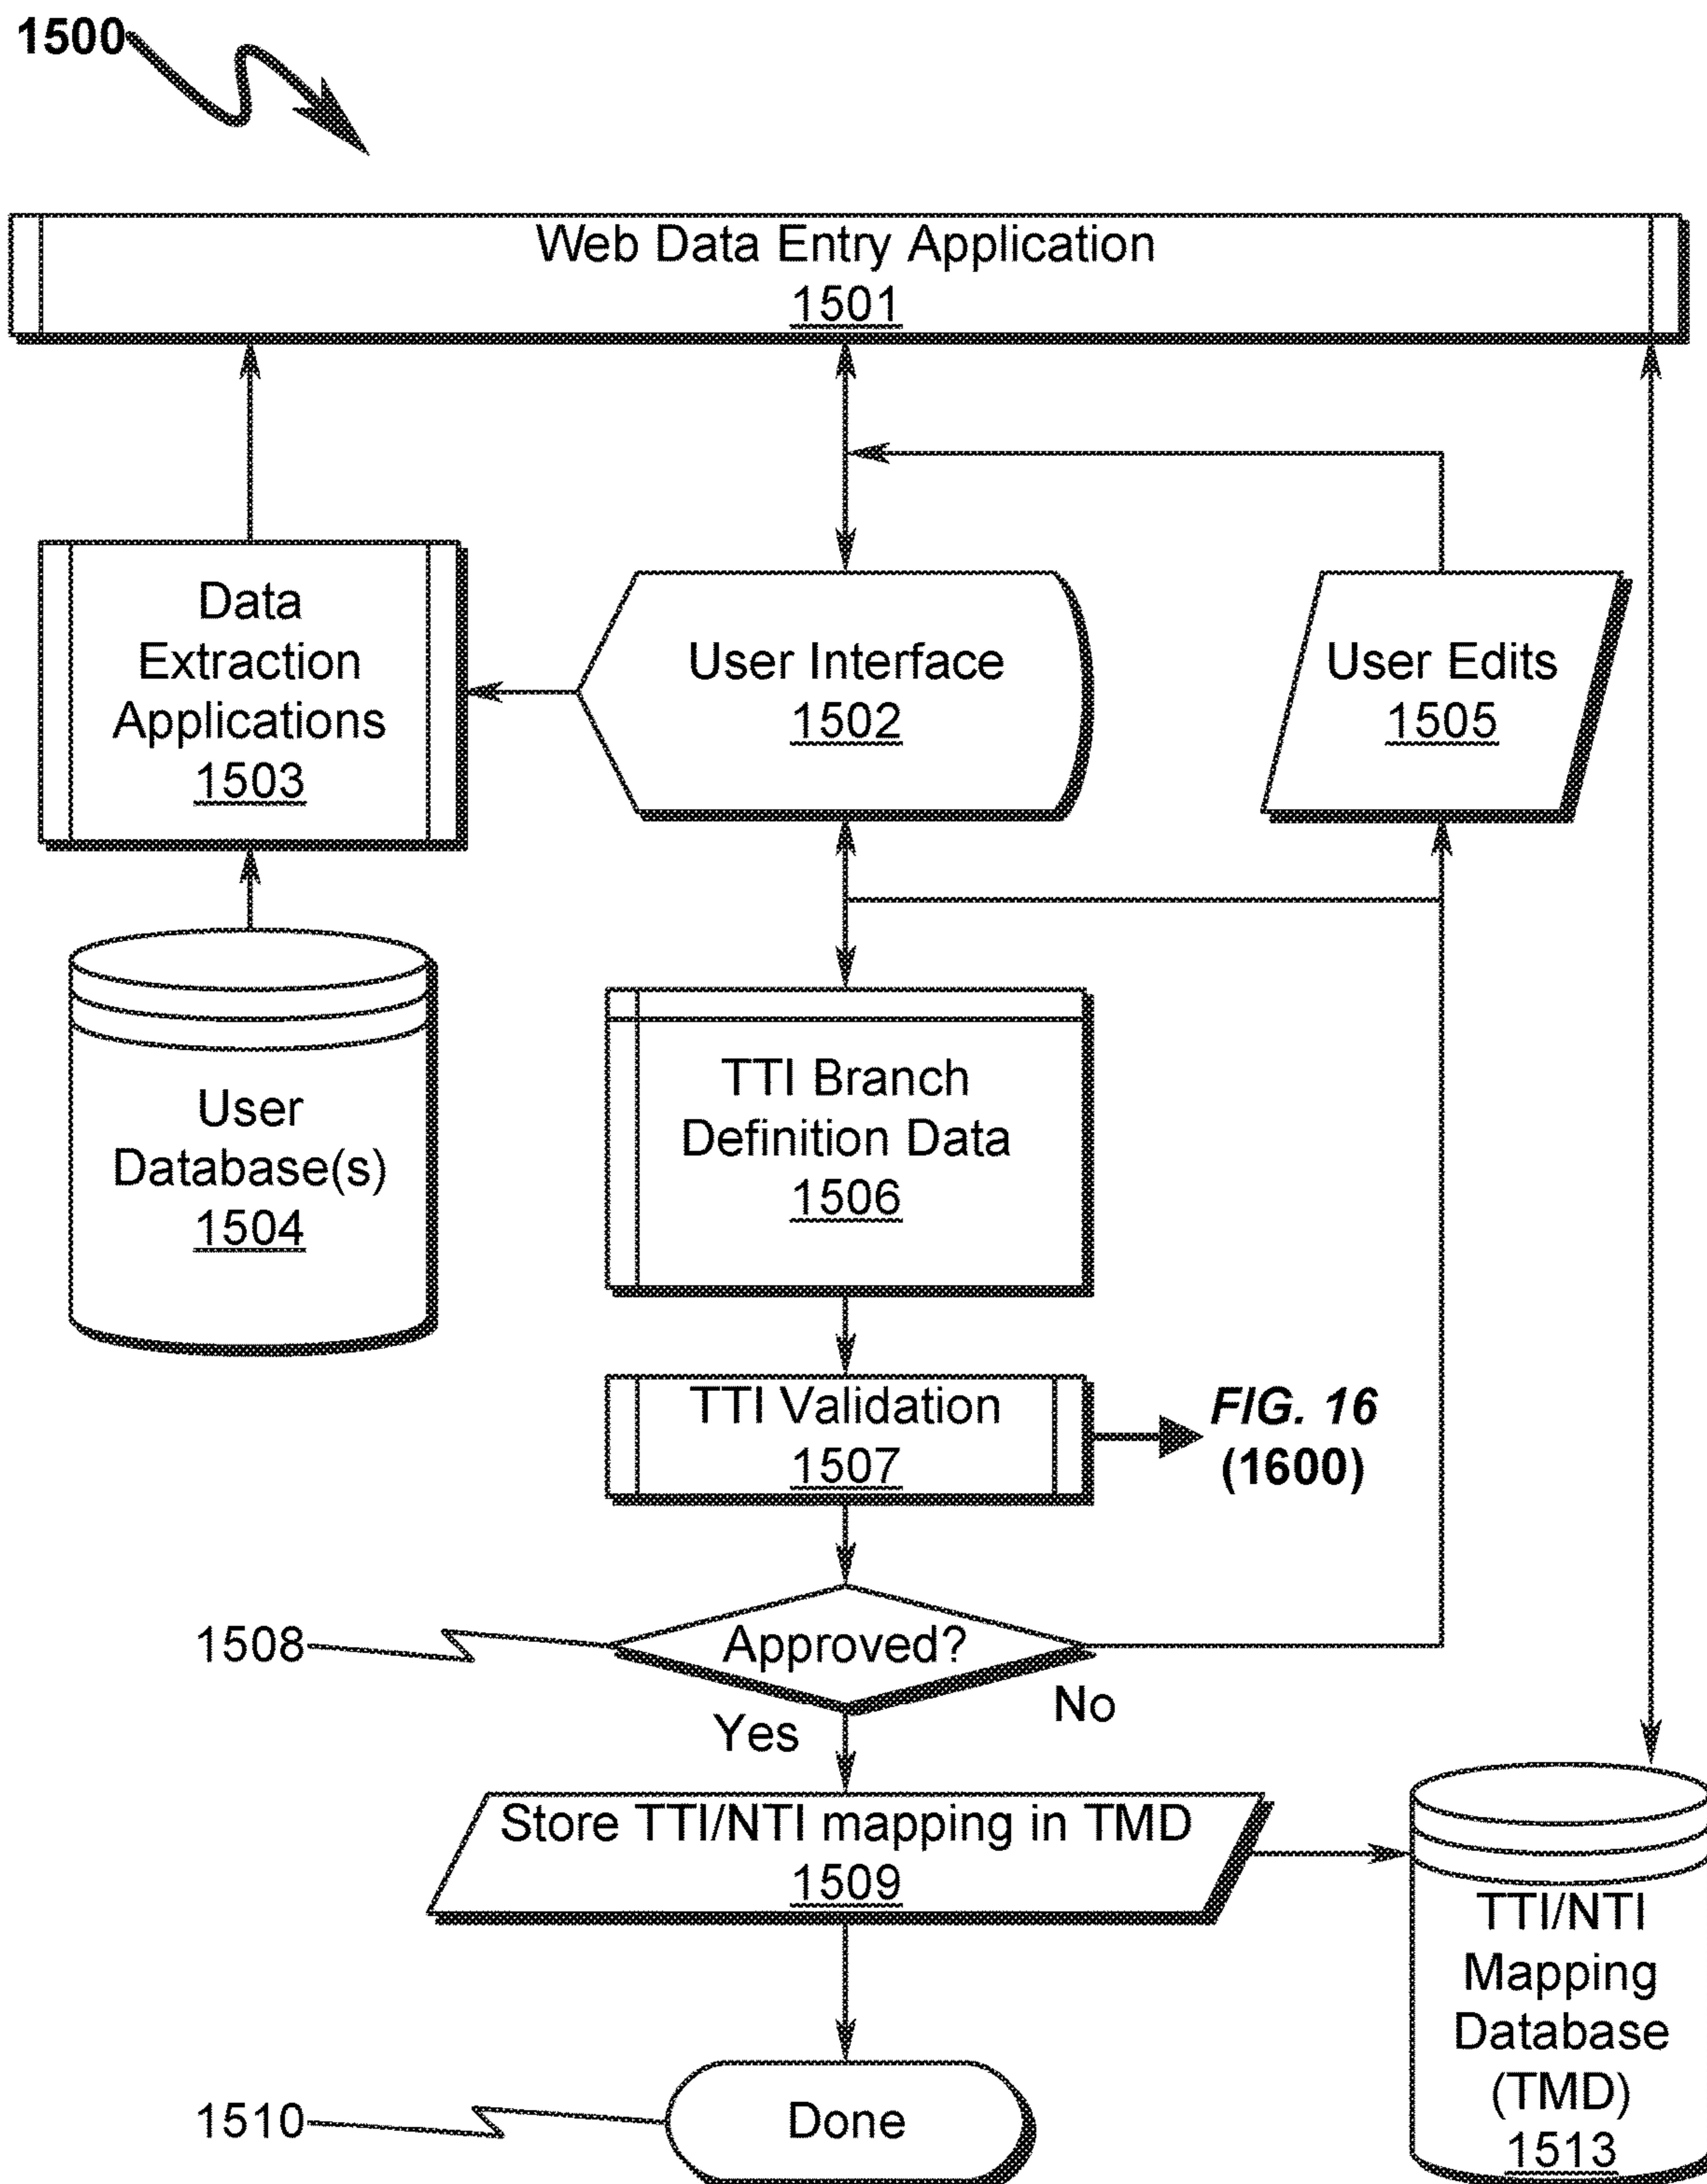 1500
Web Data Entry Application
1501
Data
Extraction
Applications
1503
User Interface
1502
User Edits
1505
User
Database(s)
1504
TTI Branch
Definition Data
1506
TTI Validation
1507
FIG. 16
(1600)
1508
Approved?
No
Yes
Store TTI/NTI mapping in TMD
1509
TTI/NTI
Mapping
Database
(TMD)
1513
1510
Done